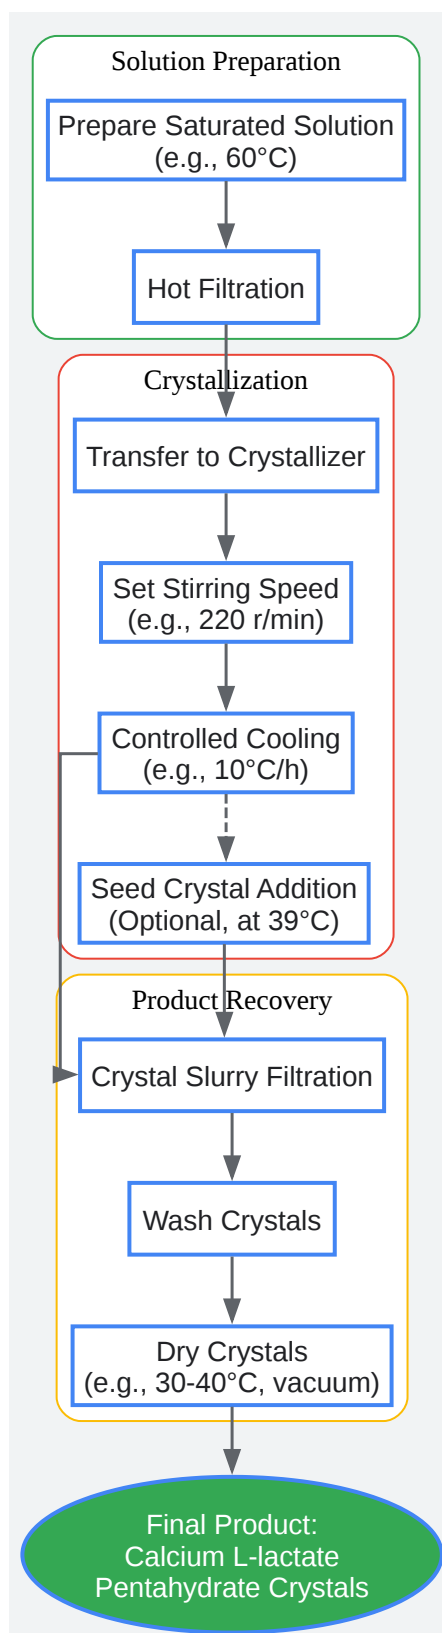 Solution Preparation
Prepare Saturated Solution
(e.g., 60°C)
Hot Filtration
Crystallization
Transfer to Crystallizer
Set Stirring Speed
(e.g., 220 r/min)
Controlled Cooling
(e.g., 10°C/h)
Seed Crystal Addition
(Optional, at 39°C)
Product Recovery
Crystal Slurry Filtration
Wash Crystals
Dry Crystals
(e.g., 30-40°C, vacuum)
Final Product:
Calcium L-lactate
Pentahydrate Crystals